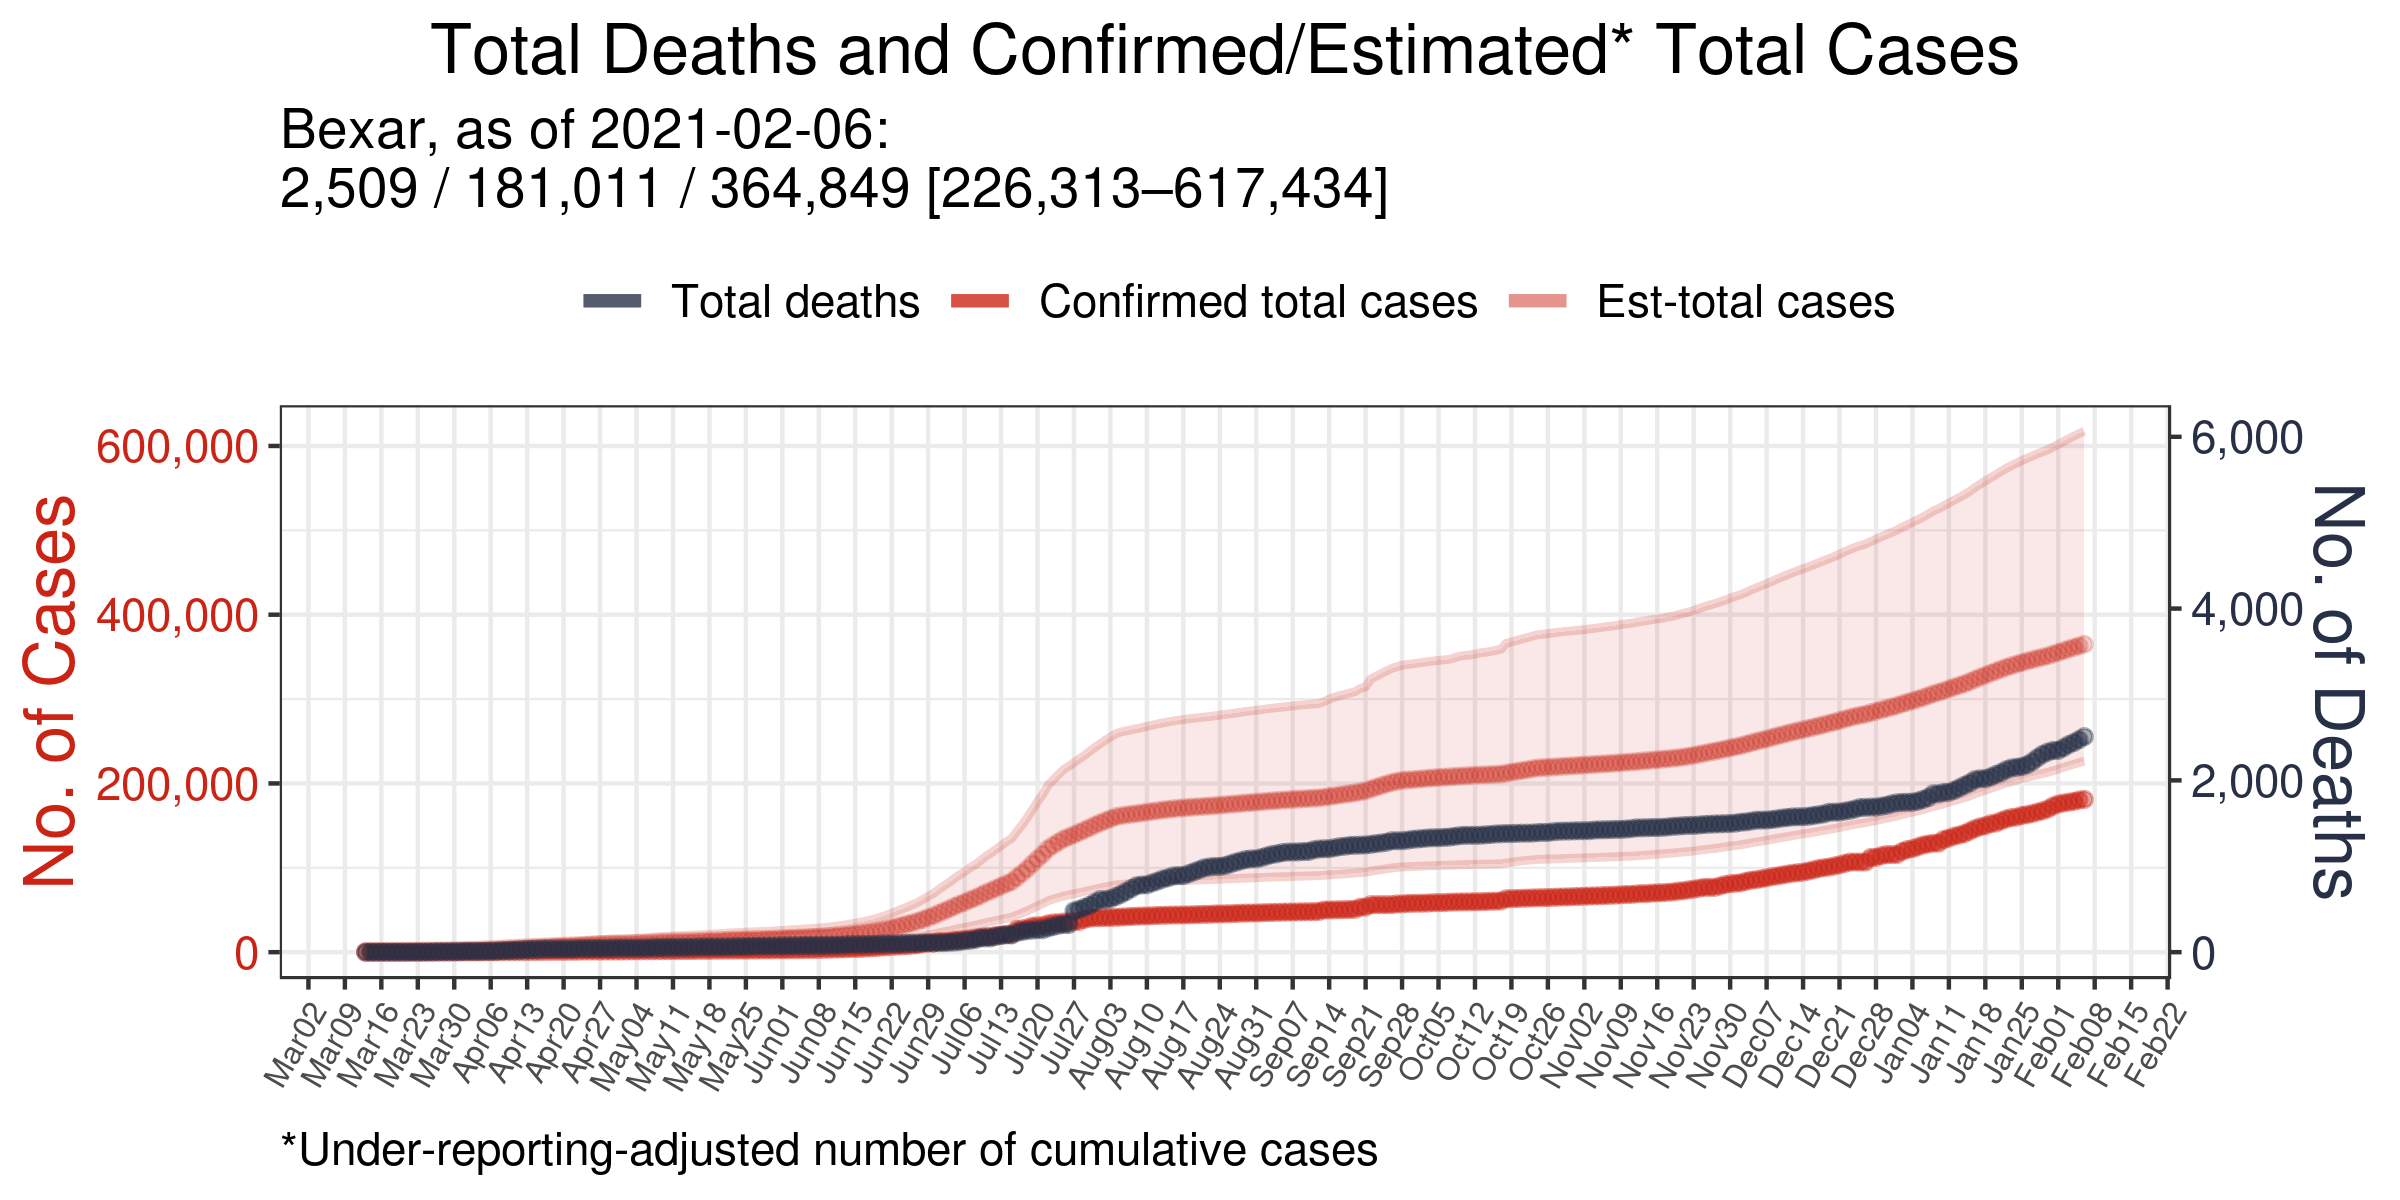 Total Deaths and Confirmed/Estimated* Total Cases
Bexar, as of 2021-02-06:
2,509 / 181,011 / 364,849 [226,313–617,434]
Total deaths
Confirmed total cases
Est-total cases
No. of Cases
600,000
400,000
200,000
0
6,000
4,000
2,000
0
No. of Deaths
Mar02
Mar09
Mar16
Mar23
Mar30
Apr06
Apr13
Apr20
Apr27
May04
May11
May18
May25
Jun01
Jun08
Jun15
Jun22
Jun29
Jul06
Jul13
Jul20
Jul27
Aug03
Aug10
Aug17
Aug24
Aug31
Sep07
Sep14
Sep21
Sep28
Oct05
Oct12
Oct19
Oct26
Nov02
Nov09
Nov16
Nov23
Nov30
Dec07
Dec14
Dec21
Dec28
Jan04
Jan11
Jan18
Jan25
Feb01
Feb08
Feb15
Feb22
*Under-reporting-adjusted number of cumulative cases